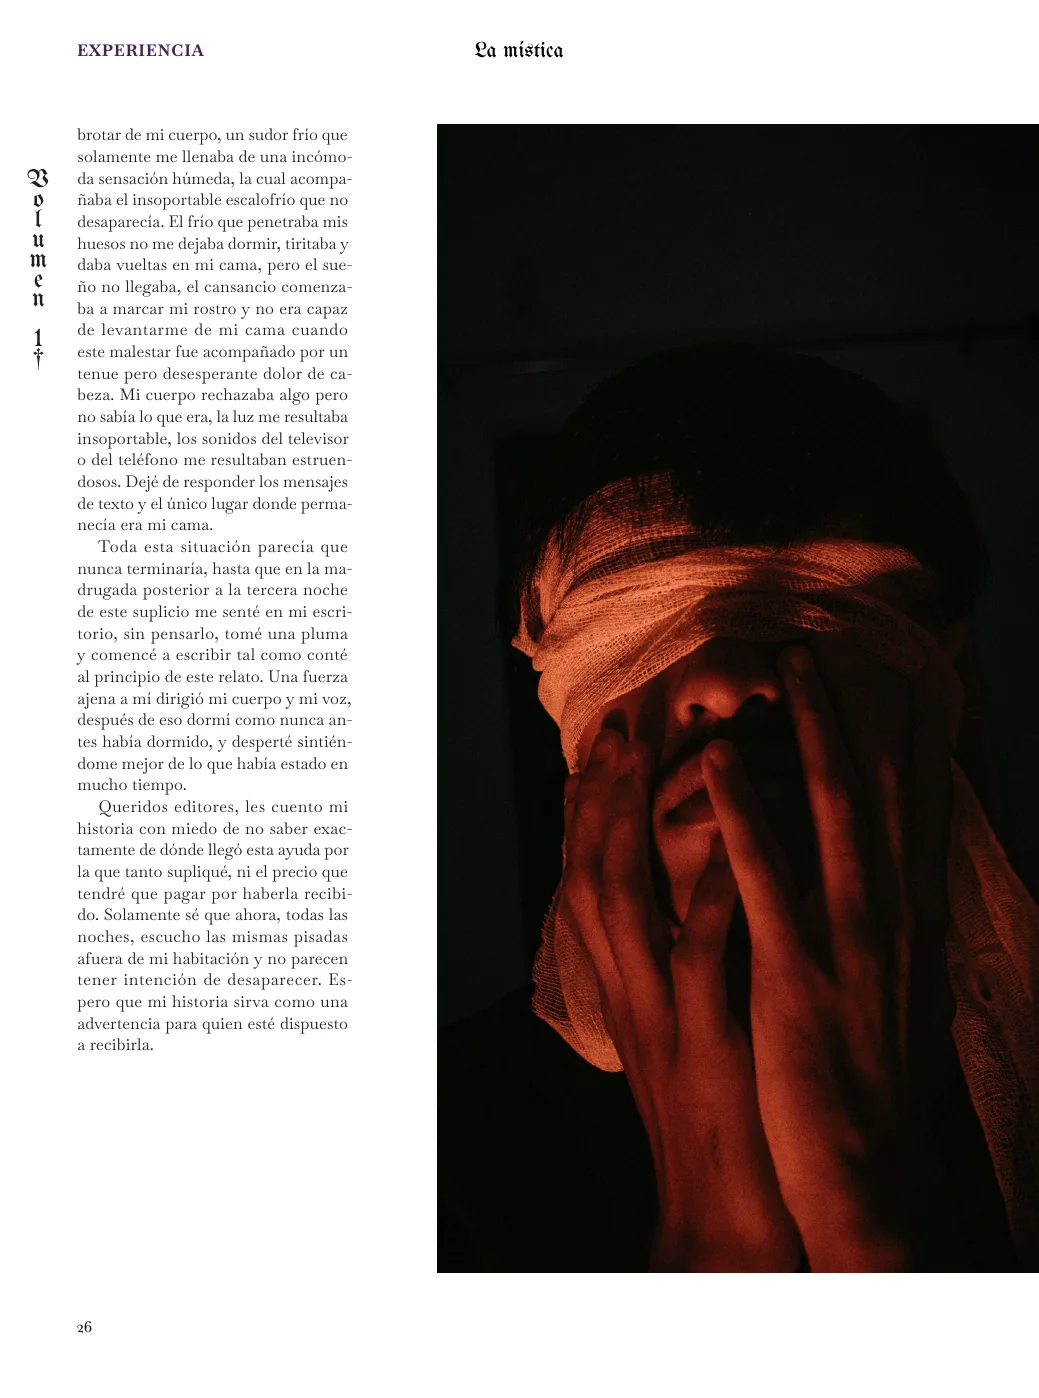 EXPERIENCIA
La mística
Volumen 1†
brotar de mi cuerpo, un sudor frío que
solamente me llenaba de una incómo-
da sensación húmeda, la cual acompa-
ñaba el insoportable escalofrío que no
desaparecía. El frío que penetraba mis
huesos no me dejaba dormir, tiritaba y
daba vueltas en mi cama, pero el sue-
ño no llegaba, el cansancio comenza-
ba a marcar mi rostro y no era capaz
de levantarme de mi cama cuando
este malestar fue acompañado por un
tenue pero desesperante dolor de ca-
beza. Mi cuerpo rechazaba algo pero
no sabía lo que era, la luz me resultaba
insoportable, los sonidos del televisor
o del teléfono me resultaban estruen-
dosos. Dejé de responder los mensajes
de texto y el único lugar donde perma-
necía era mi cama.
Toda esta situación parecía que
nunca terminaría, hasta que en la ma-
drugada posterior a la tercera noche
de este suplicio me senté en mi escri-
torio, sin pensarlo, tomé una pluma
y comencé a escribir tal como conté
al principio de este relato. Una fuerza
ajena a mí dirigió mi cuerpo y mi voz,
después de eso dormí como nunca an-
tes había dormido, y desperté sintién-
dome mejor de lo que había estado en
mucho tiempo.
Queridos editores, les cuento mi
historia con miedo de no saber exac-
tamente de dónde llegó esta ayuda por
la que tanto supliqué, ni el precio que
tendré que pagar por haberla recibi-
do. Solamente sé que ahora, todas las
noches, escucho las mismas pisadas
afuera de mi habitación y no parecen
tener intención de desaparecer. Es-
pero que mi historia sirva como una
advertencia para quien esté dispuesto
a recibirla.
26